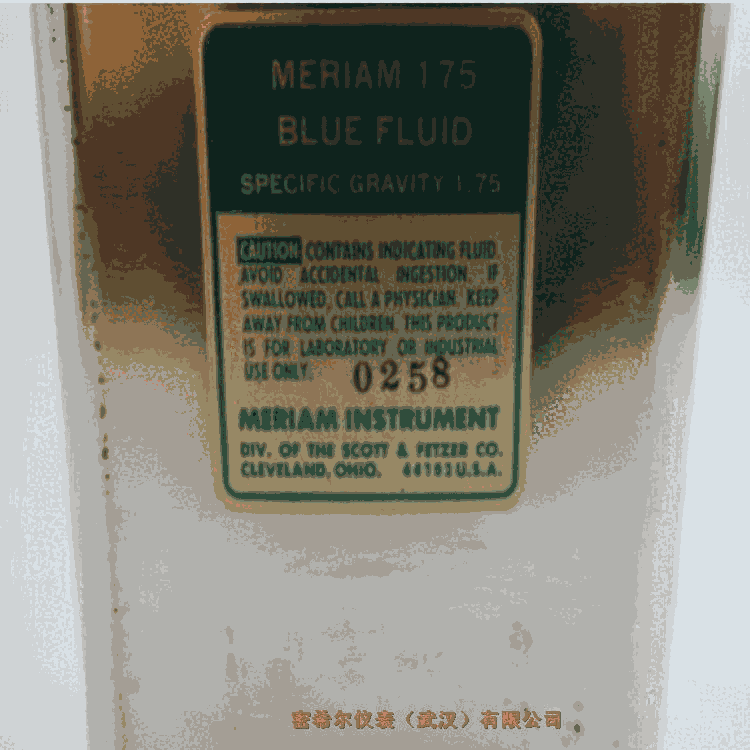 MERIAM 175
BLUE FLUID
SPECIFIC GRAVITY 1.75
CAUTION CONTAINS INDICATING FLUID.
AVOID ACCIDENTAL INGESTION. IF
SWALLOWED, CALL A PHYSICIAN. KEEP
AWAY FROM CHILDREN. THIS PRODUCT
IS FOR LABORATORY OR INDUSTRIAL
USE ONLY. 0258
MERIAM INSTRUMENT
DIV. OF THE SCOTT & FETZER CO.
CLEVELAND, OHIO. 44102 U.S.A.
密希尔仪表（武汉）有限公司